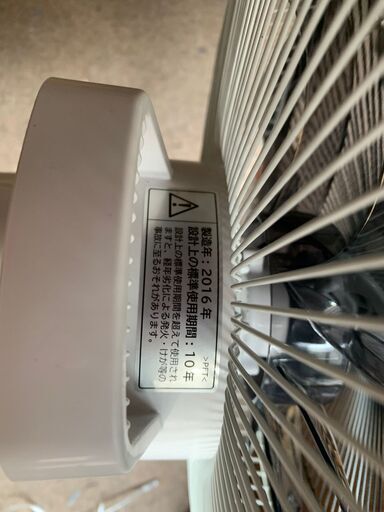 製造年：2016年
設計上の標準使用期間：10年
設計上の標準使用期間を超えて使用され
ますと、経年劣化による発火・けが等の
事故に至るおそれがあります。
>PP<